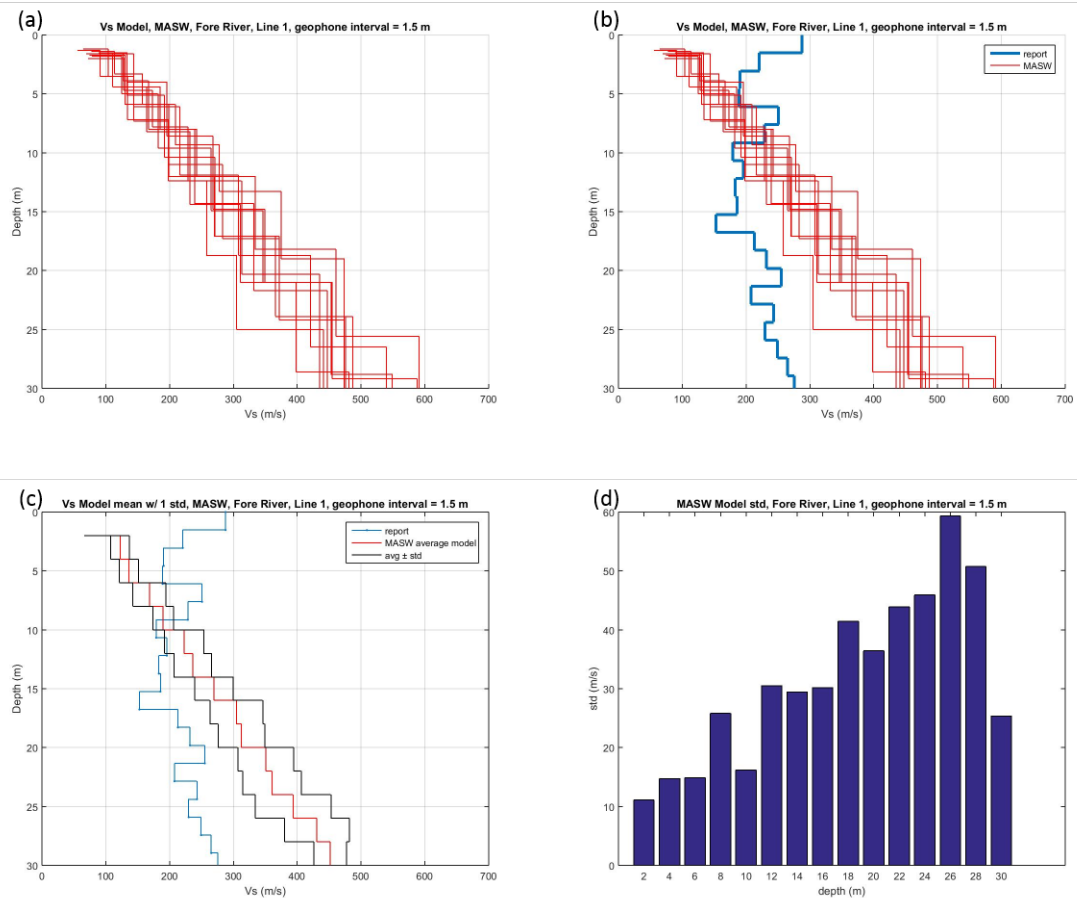 (a)
Vs Model, MASW, Fore River, Line 1, geophone interval = 1.5 m
0
5
10
15
20
25
30
Depth (m)
0 100 200 300 400 500 600 700
Vs (m/s)
(b)
Vs Model, MASW, Fore River, Line 1, geophone interval = 1.5 m
report
MASW
0
5
10
15
20
25
30
Depth (m)
0 100 200 300 400 500 600 700
Vs (m/s)
(c)
Vs Model mean w/ 1 std, MASW, Fore River, Line 1, geophone interval = 1.5 m
report
MASW average model
avg ± std
0
5
10
15
20
25
30
Depth (m)
0 100 200 300 400 500 600 700
Vs (m/s)
(d)
MASW Model std, Fore River, Line 1, geophone interval = 1.5 m
60
50
40
30
20
10
0
std (m/s)
2 4 6 8 10 12 14 16 18 20 22 24 26 28 30
depth (m)